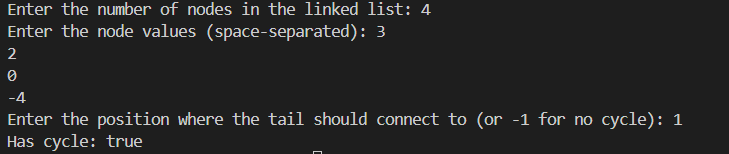 Enter the number of nodes in the linked list: 4
Enter the node values (space-separated): 3
2
0
-4
Enter the position where the tail should connect to (or -1 for no cycle): 1
Has cycle: true